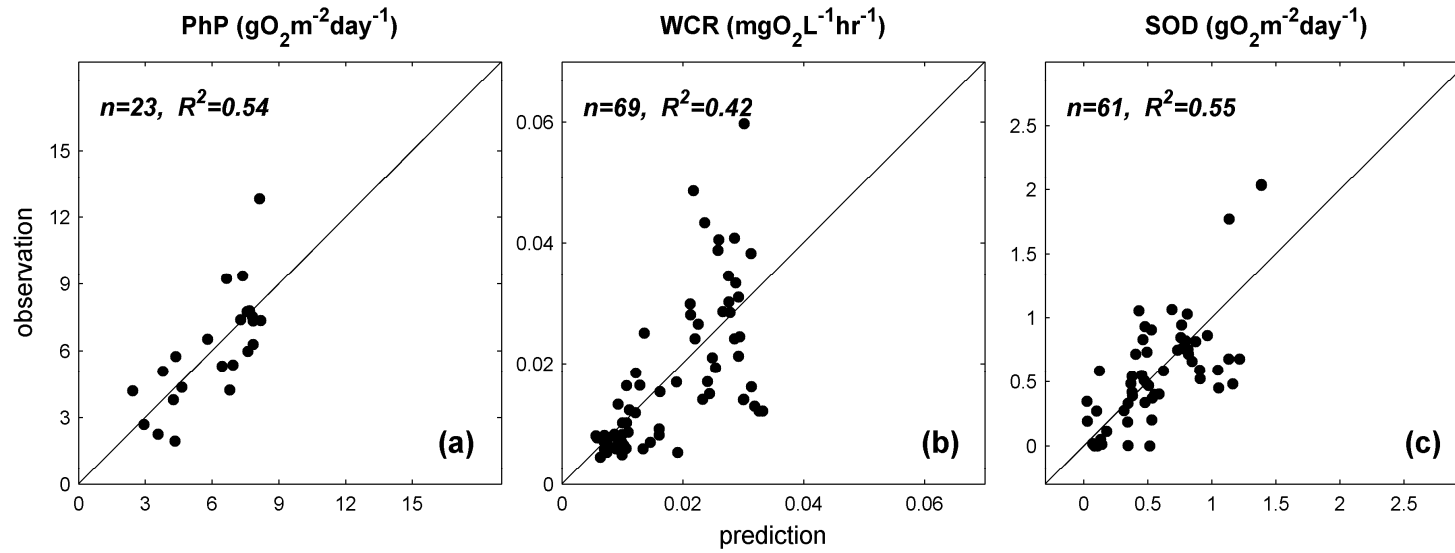 PhP (gO₂m⁻²day⁻¹)
WCR (mgO₂L⁻¹hr⁻¹)
SOD (gO₂m⁻²day⁻¹)
n=23, R²=0.54
n=69, R²=0.42
n=61, R²=0.55
observation
15
12
9
6
3
0
0.06
0.04
0.02
0
2.5
2
1.5
1
0.5
0
(a)
(b)
(c)
0 3 6 9 12 15
0 0.02 0.04 0.06
0 0.5 1 1.5 2 2.5
prediction